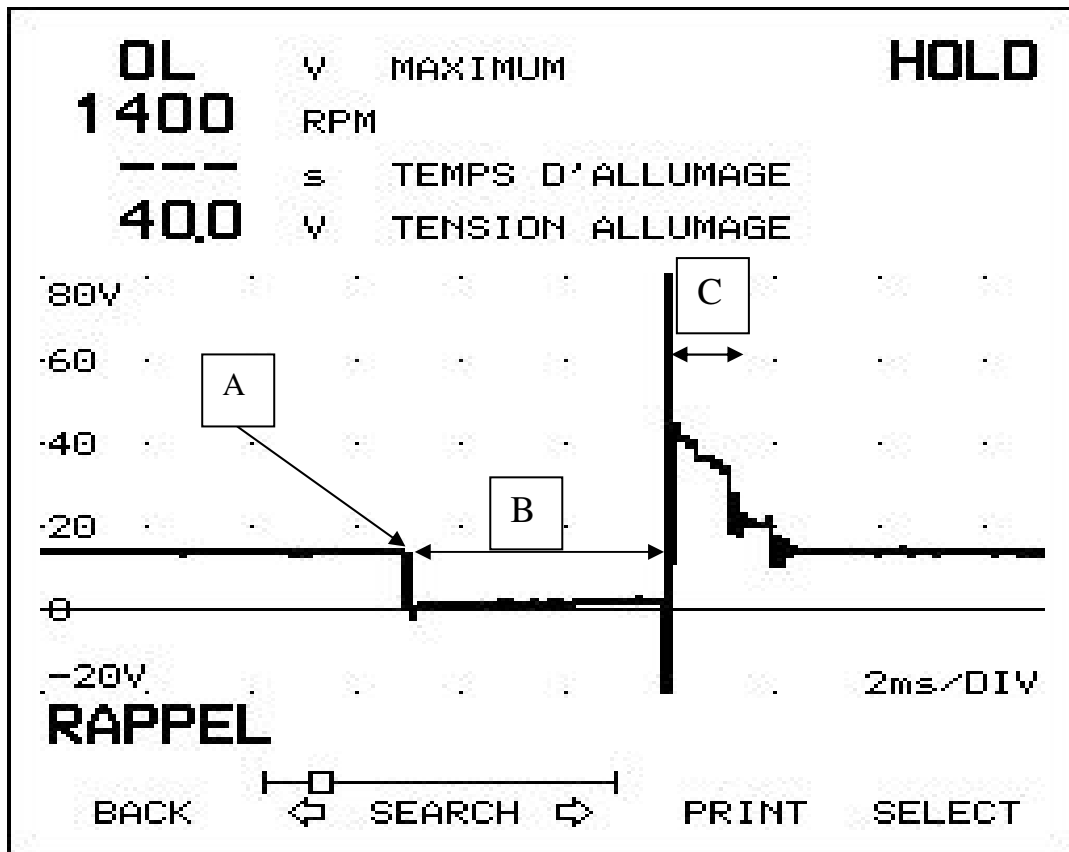 OL V MAXIMUM HOLD
1400 RPM
--- s TEMPS D'ALLUMAGE
40.0 V TENSION ALLUMAGE
80V
C
60
A
40
B
20
0
-20V 2ms/DIV
RAPPEL
BACK SEARCH PRINT SELECT